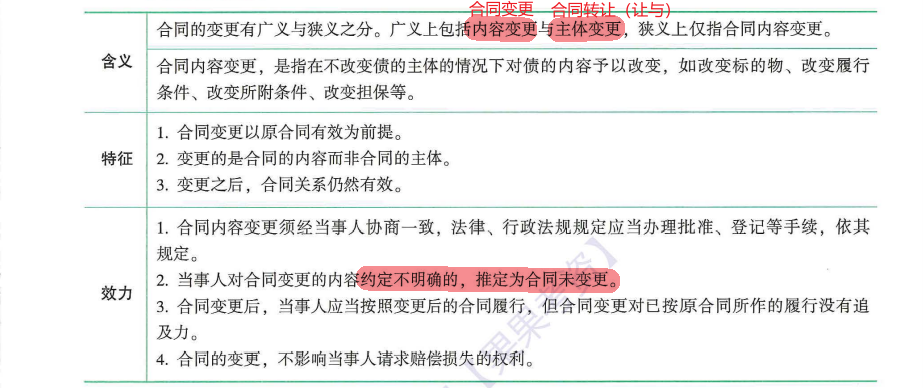 合同变更 合同转让（让与）
合同的变更有广义与狭义之分。广义上包括内容变更与主体变更，狭义上仅指合同内容变更。
含义
合同内容变更，是指在不改变债的主体的情况下对债的内容予以改变，如改变标的物、改变履行
条件、改变所附条件、改变担保等。
特征
1. 合同变更以原合同有效为前提。
2. 变更的是合同的内容而非合同的主体。
3. 变更之后，合同关系仍然有效。
效力
1. 合同内容变更须经当事人协商一致，法律、行政法规规定应当办理批准、登记等手续，依其
规定。
2. 当事人对合同变更的内容约定不明确的，推定为合同未变更。
3. 合同变更后，当事人应当按照变更后的合同履行，但合同变更对已按原合同所作的履行没有追
及力。
4. 合同的变更，不影响当事人请求赔偿损失的权利。